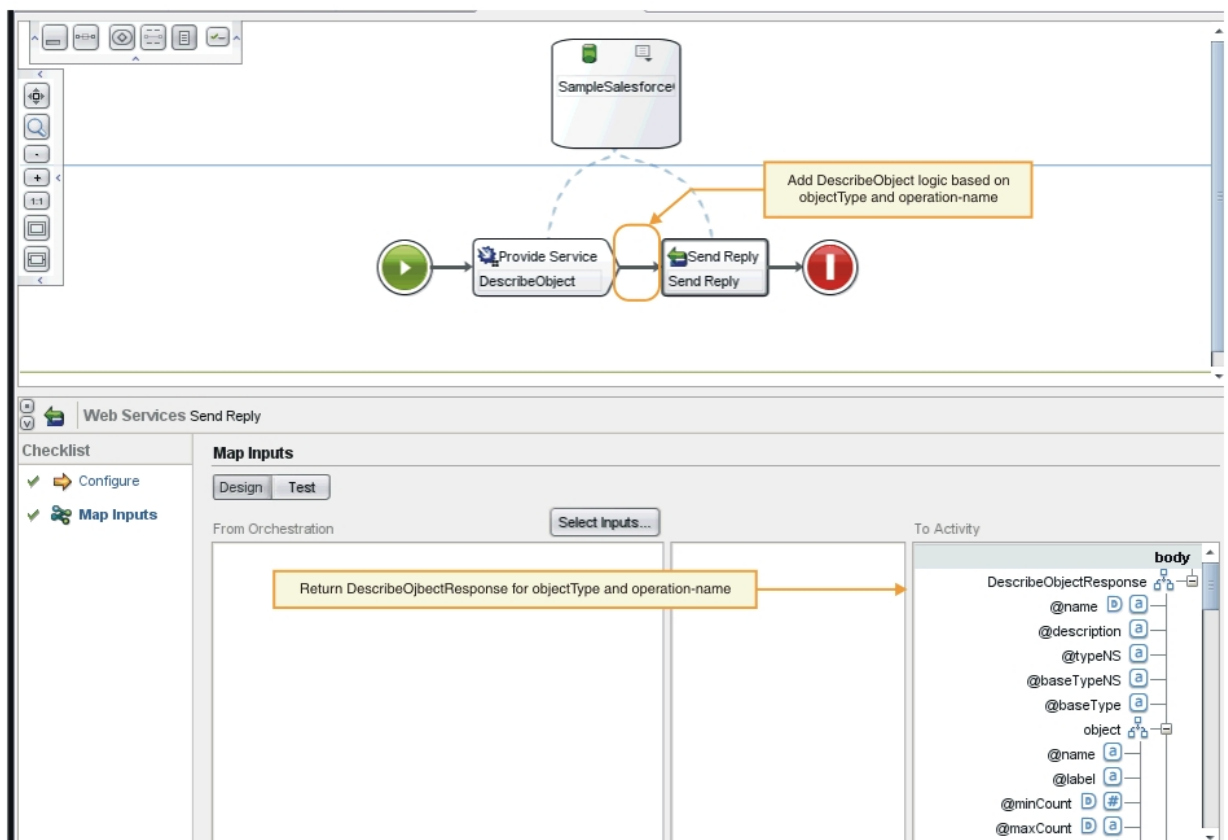 SampleSalesforce
Add DescribeObject logic based on
objectType and operation-name
Provide Service
DescribeObject
Send Reply
Send Reply
1:1
Web Services Send Reply
Checklist
Configure
Map Inputs
Map Inputs
Design Test
From Orchestration
Select Inputs...
To Activity
Return DescribeOjbectResponse for objectType and operation-name
body
DescribeObjectResponse
@name D a
@description a
@typeNS a
@baseTypeNS a
@baseType a
object
@name a
@label a
@minCount D #
@maxCount D a